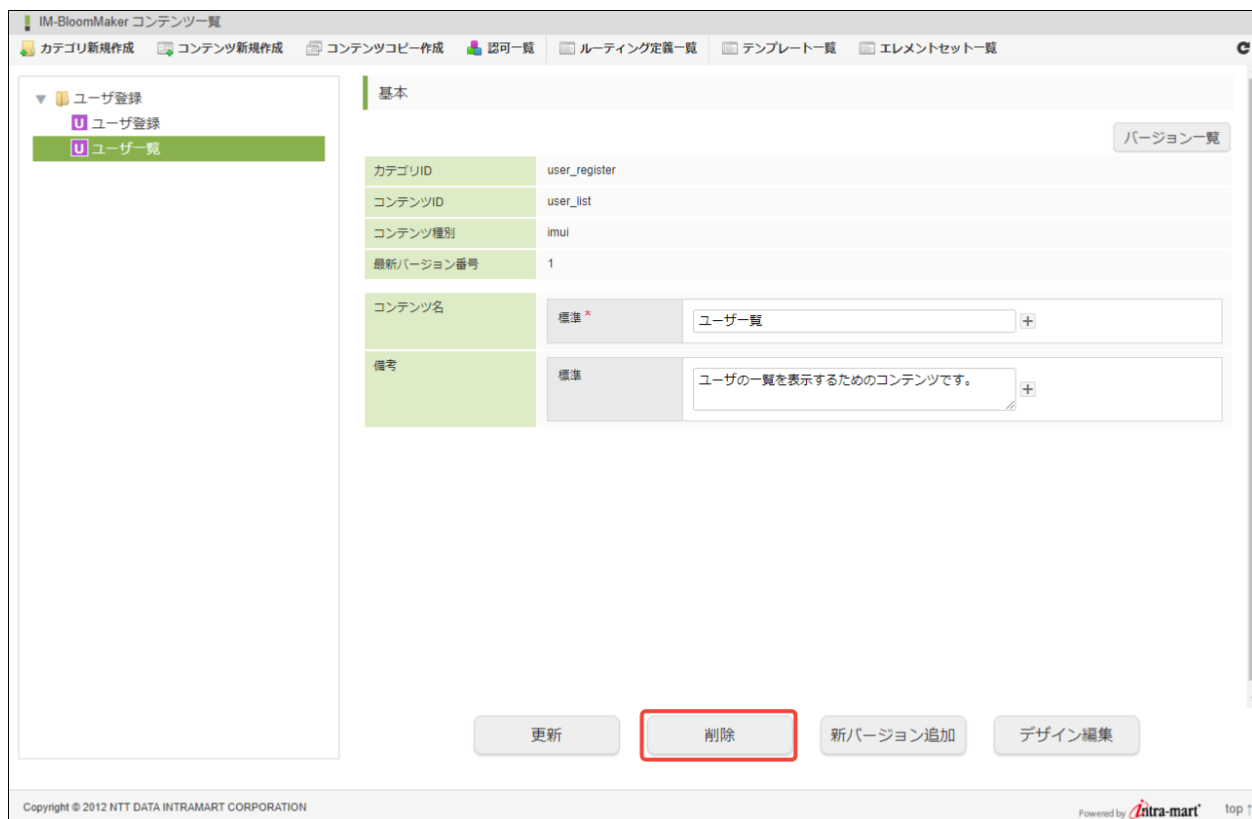 IM-BloomMaker コンテンツ一覧
カテゴリ新規作成 コンテンツ新規作成 コンテンツコピー作成 認可一覧 ルーティング定義一覧 テンプレート一覧 エレメントセット一覧
ユーザ登録
ユーザ登録
ユーザ一覧
基本
バージョン一覧
カテゴリID user_register
コンテンツID user_list
コンテンツ種別 imui
最新バージョン番号 1
コンテンツ名 標準 * ユーザ一覧
備考 標準 ユーザの一覧を表示するためのコンテンツです。
更新 削除 新バージョン追加 デザイン編集
Copyright © 2012 NTT DATA INTRAMART CORPORATION
Powered by intra-mart top ↑